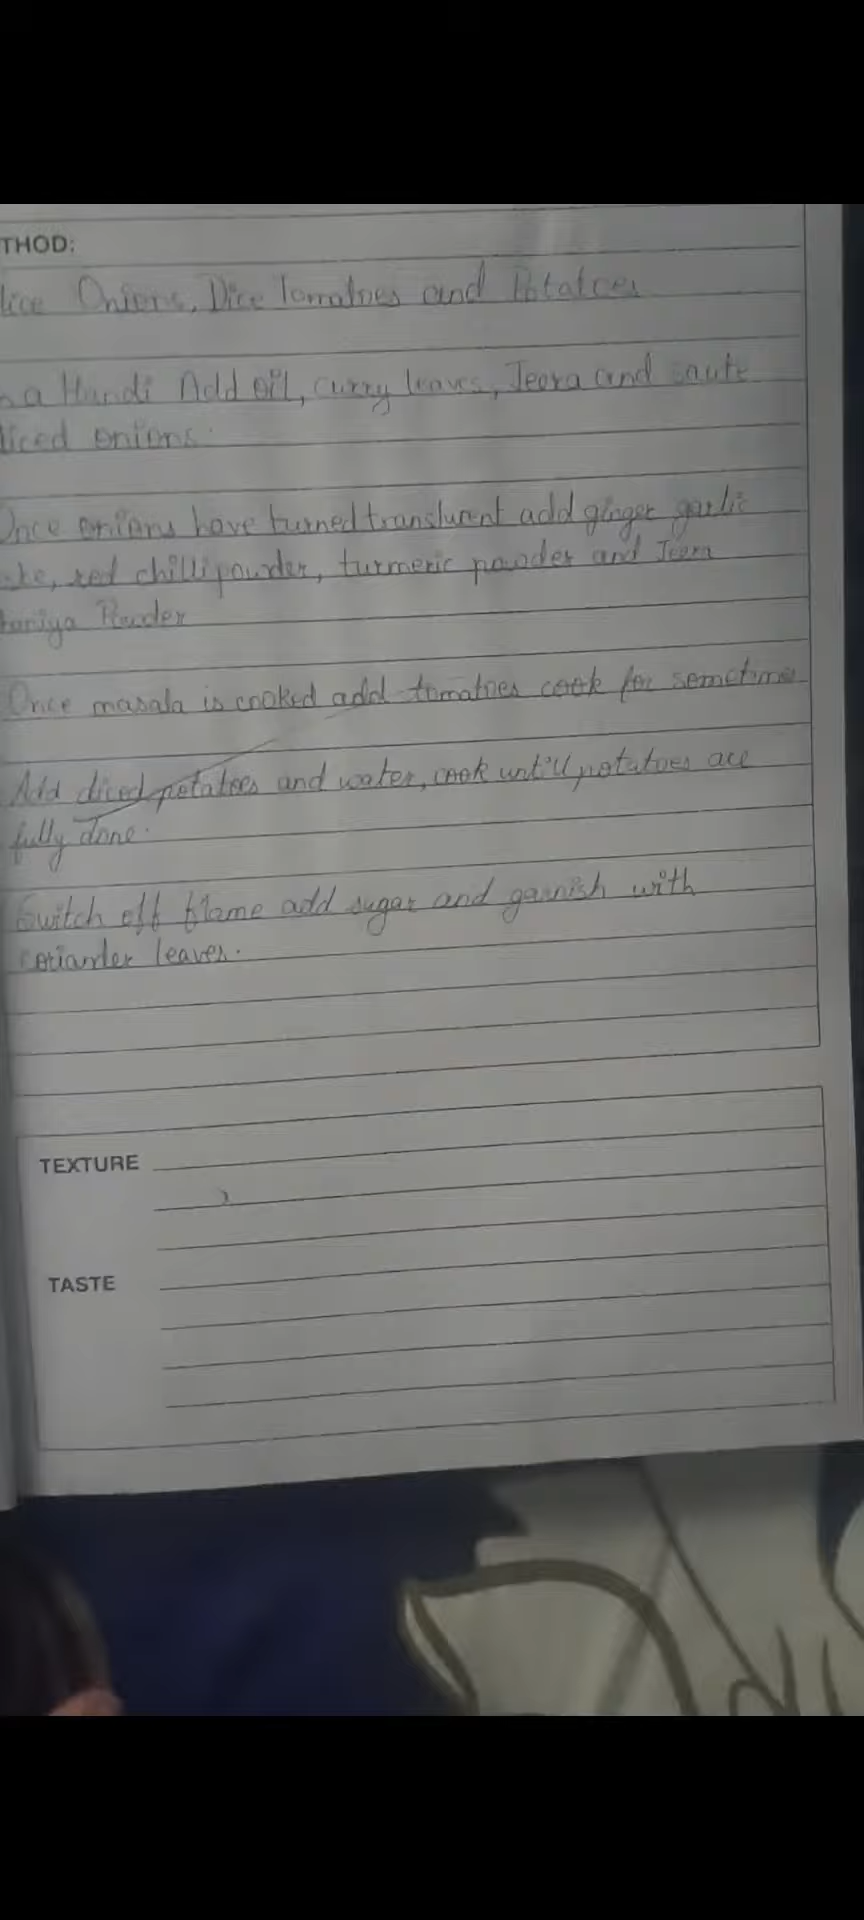 THOD:
lice Onions, Dice Tomatoes and Potatoes
a Handi Add oil, curry leaves, Jeera and saute
liced onions.
Once onions have turned translucent add ginger garlic
red chilli powder, turmeric powder and Jeera
Powder
Once masala is cooked add tomatoes cook for sometime
Add diced potatoes and water, cook untill potatoes are
fully done.
Switch off flame add sugar and garnish with
coriander leaves.
TEXTURE
TASTE